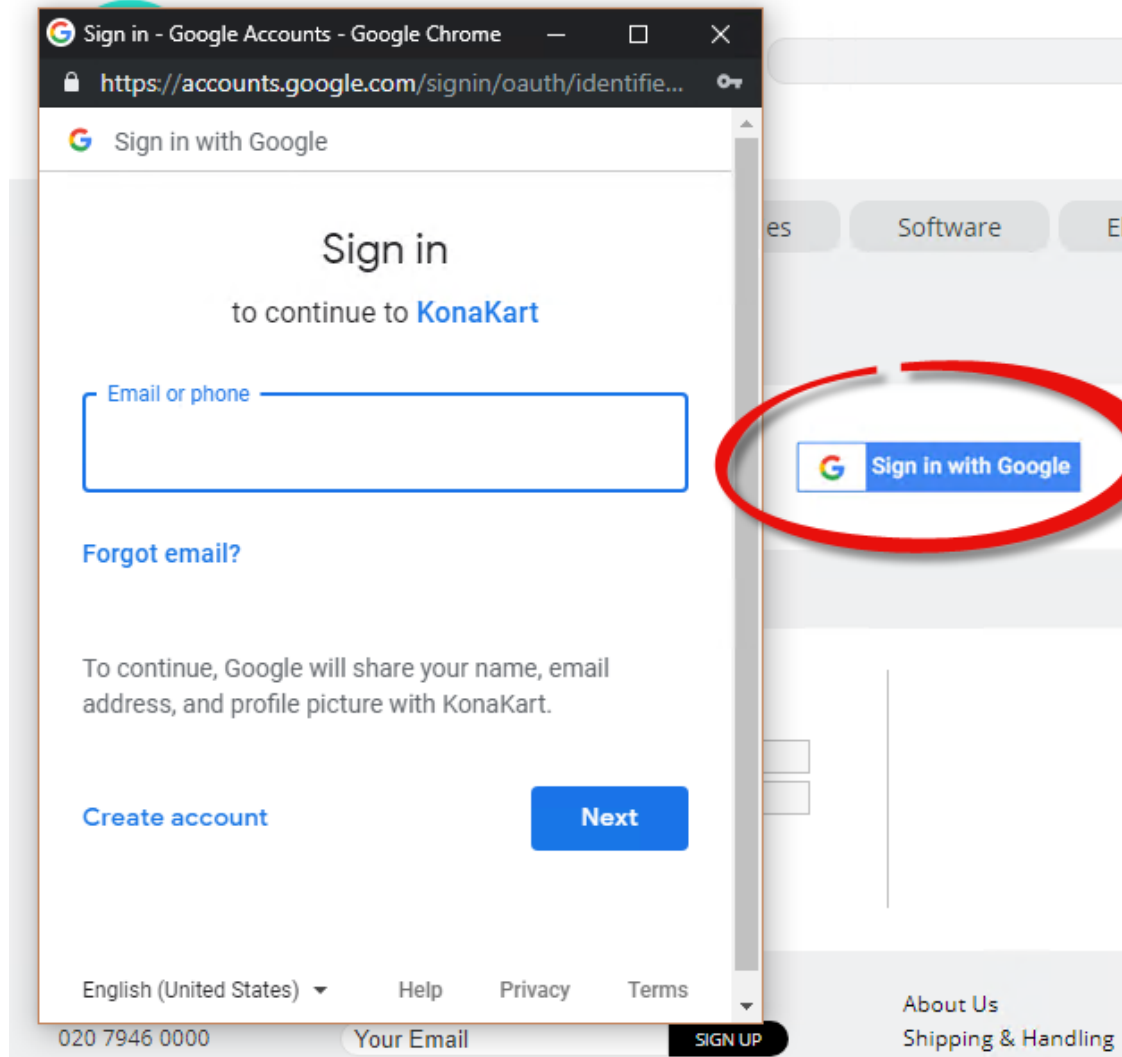 Sign in - Google Accounts - Google Chrome
https://accounts.google.com/signin/oauth/identifie...
Sign in with Google
Sign in
to continue to KonaKart
Email or phone
Forgot email?
To continue, Google will share your name, email
address, and profile picture with KonaKart.
Create account
Next
English (United States)
Help
Privacy
Terms
Software
Sign in with Google
020 7946 0000
Your Email
SIGN UP
About Us
Shipping & Handling